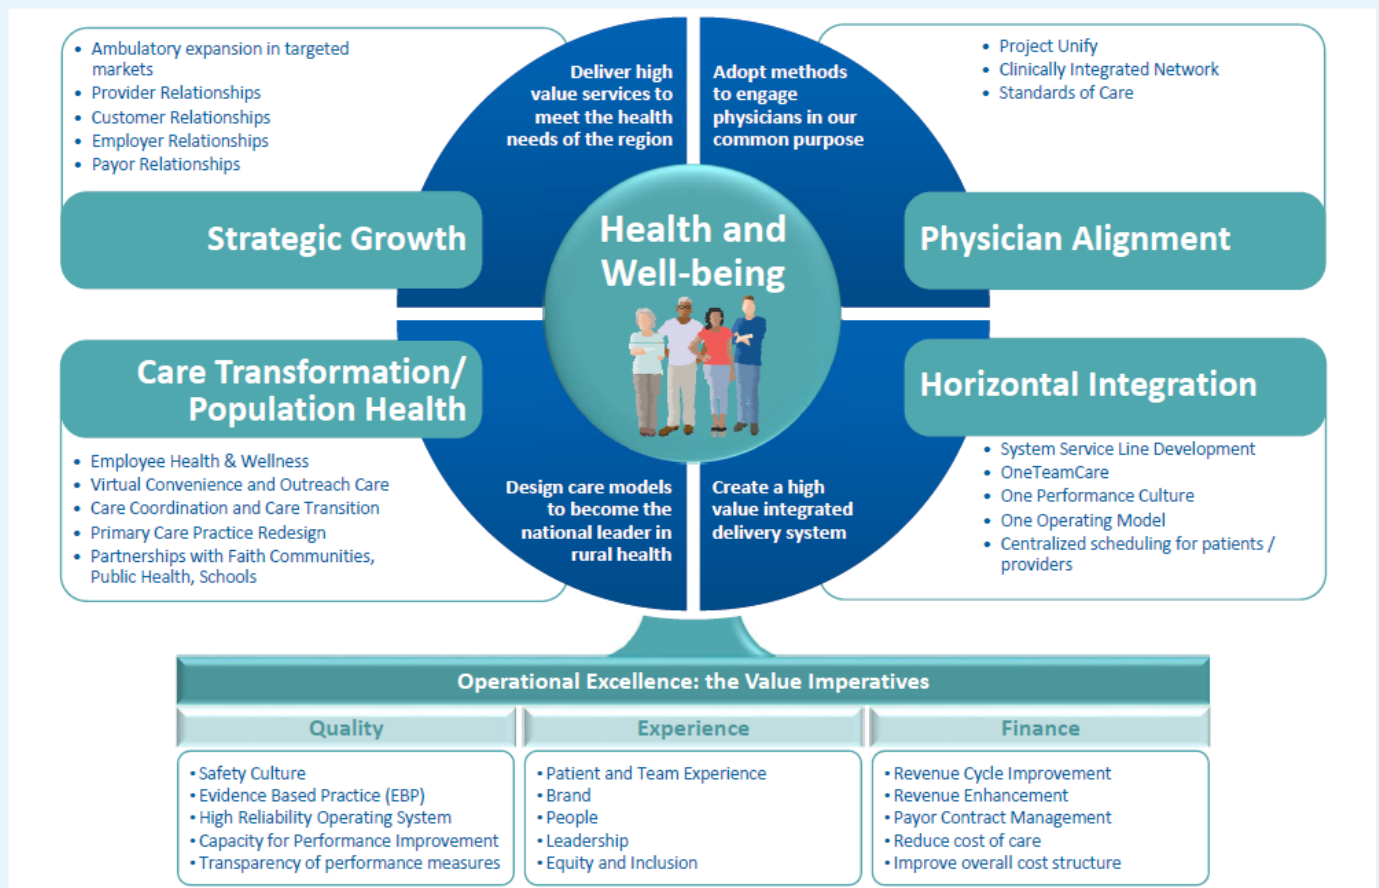 • Ambulatory expansion in targeted
markets
• Provider Relationships
• Customer Relationships
• Employer Relationships
• Payor Relationships
Strategic Growth
Deliver high
value services to
meet the health
needs of the region
Adopt methods
to engage
physicians in our
common purpose
• Project Unify
• Clinically Integrated Network
• Standards of Care
Physician Alignment
Health and
Well-being
Care Transformation/
Population Health
• Employee Health & Wellness
• Virtual Convenience and Outreach Care
• Care Coordination and Care Transition
• Primary Care Practice Redesign
• Partnerships with Faith Communities,
Public Health, Schools
Design care models
to become the
national leader in
rural health
Create a high
value integrated
delivery system
Horizontal Integration
• System Service Line Development
• OneTeamCare
• One Performance Culture
• One Operating Model
• Centralized scheduling for patients /
providers
Operational Excellence: the Value Imperatives
Quality
• Safety Culture
• Evidence Based Practice (EBP)
• High Reliability Operating System
• Capacity for Performance Improvement
• Transparency of performance measures
Experience
• Patient and Team Experience
• Brand
• People
• Leadership
• Equity and Inclusion
Finance
• Revenue Cycle Improvement
• Revenue Enhancement
• Payor Contract Management
• Reduce cost of care
• Improve overall cost structure